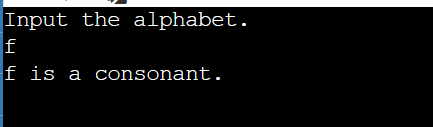 Input the alphabet.
f
f is a consonant.